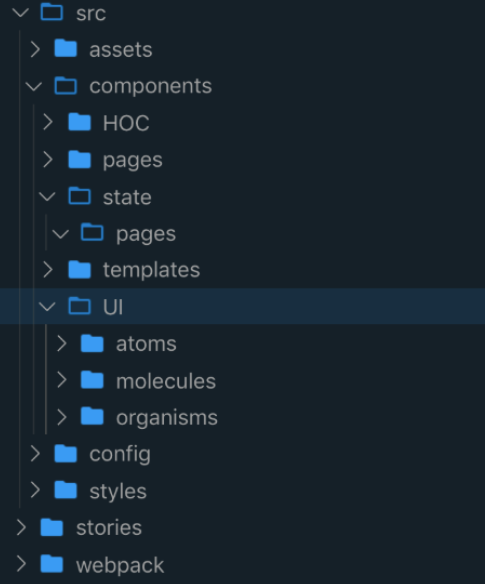 src
assets
components
HOC
pages
state
pages
templates
UI
atoms
molecules
organisms
config
styles
stories
webpack